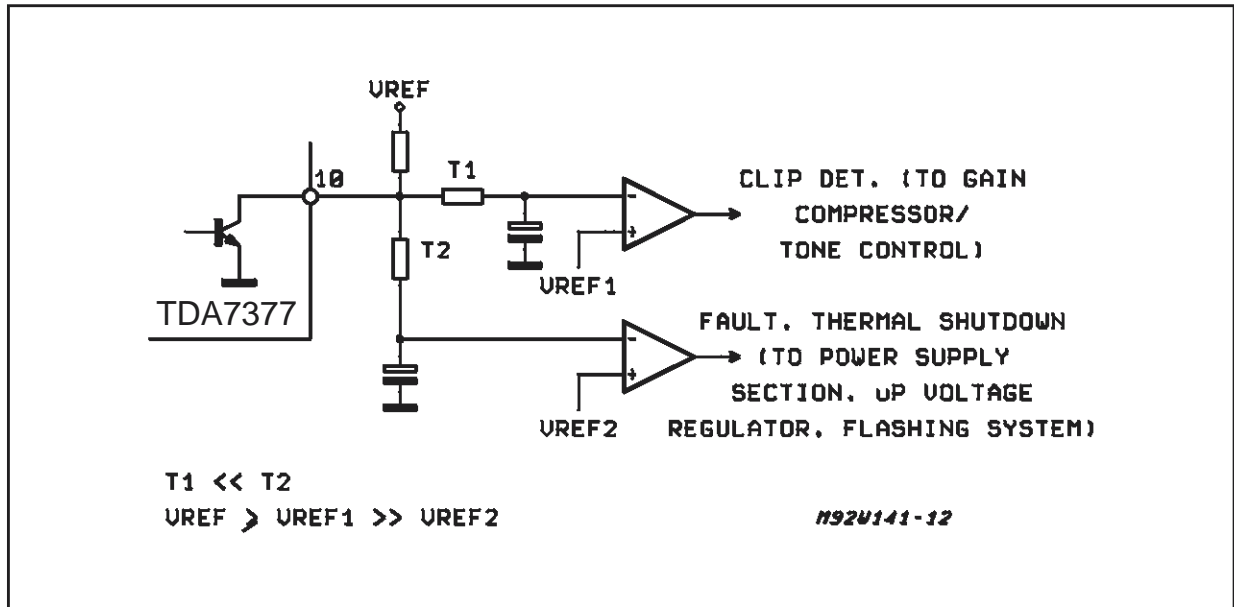 VREF
10
T1
CLIP DET. (TO GAIN
COMPRESSOR/
TONE CONTROL)
-
+
VREF1
T2
TDA7377
FAULT. THERMAL SHUTDOWN
(TO POWER SUPPLY
SECTION. uP VOLTAGE
REGULATOR. FLASHING SYSTEM)
-
+
VREF2
T1 << T2
VREF > VREF1 >> VREF2
M92W141-12